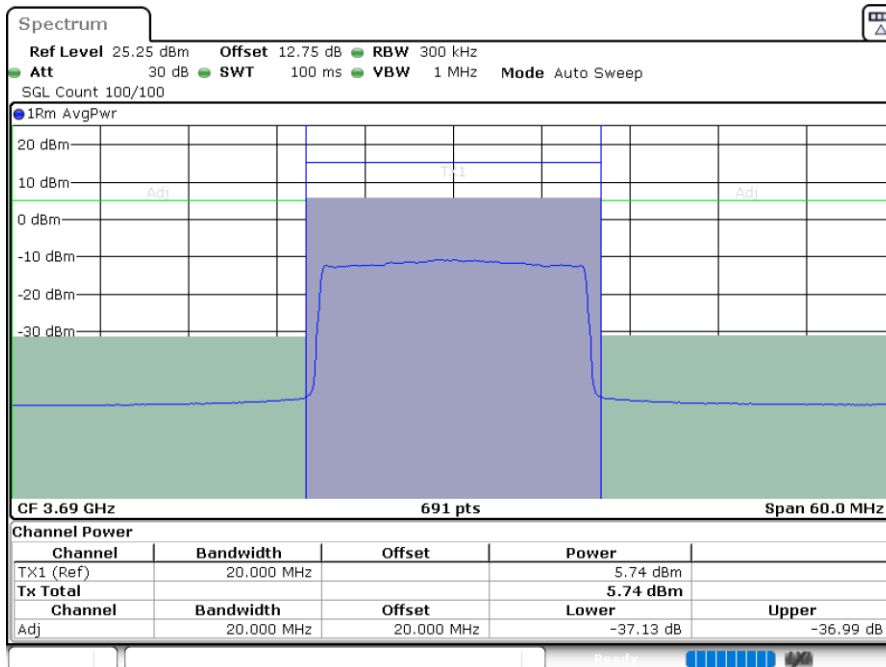 Spectrum
Ref Level 25.25 dBm Offset 12.75 dB RBW 300 kHz
Att 30 dB SWT 100 ms VBW 1 MHz Mode Auto Sweep
SGL Count 100/100
1Rm AvgPwr
20 dBm
TX1
10 dBm
Adj Adj
0 dBm
-10 dBm
-20 dBm
-30 dBm
CF 3.69 GHz 691 pts Span 60.0 MHz
Channel Power
Channel Bandwidth Offset Power
TX1 (Ref) 20.000 MHz 5.74 dBm
Tx Total 5.74 dBm
Channel Bandwidth Offset Lower Upper
Adj 20.000 MHz 20.000 MHz -37.13 dB -36.99 dB
Ready